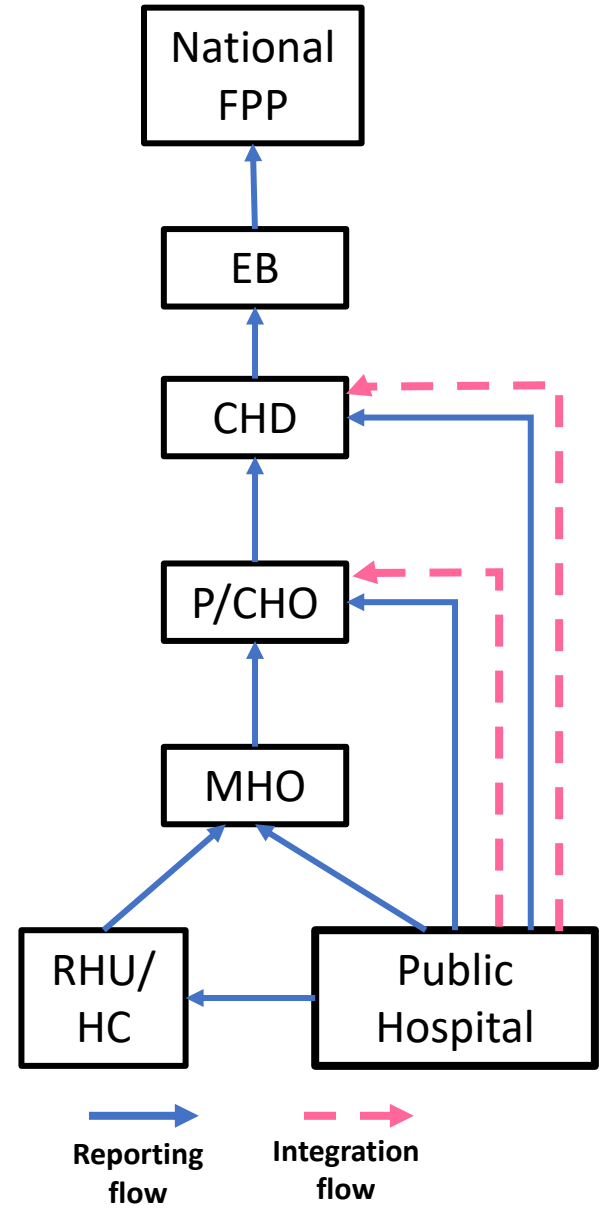 National
FPP
EB
CHD
P/CHO
MHO
RHU/
HC
Public
Hospital
Reporting
flow
Integration
flow